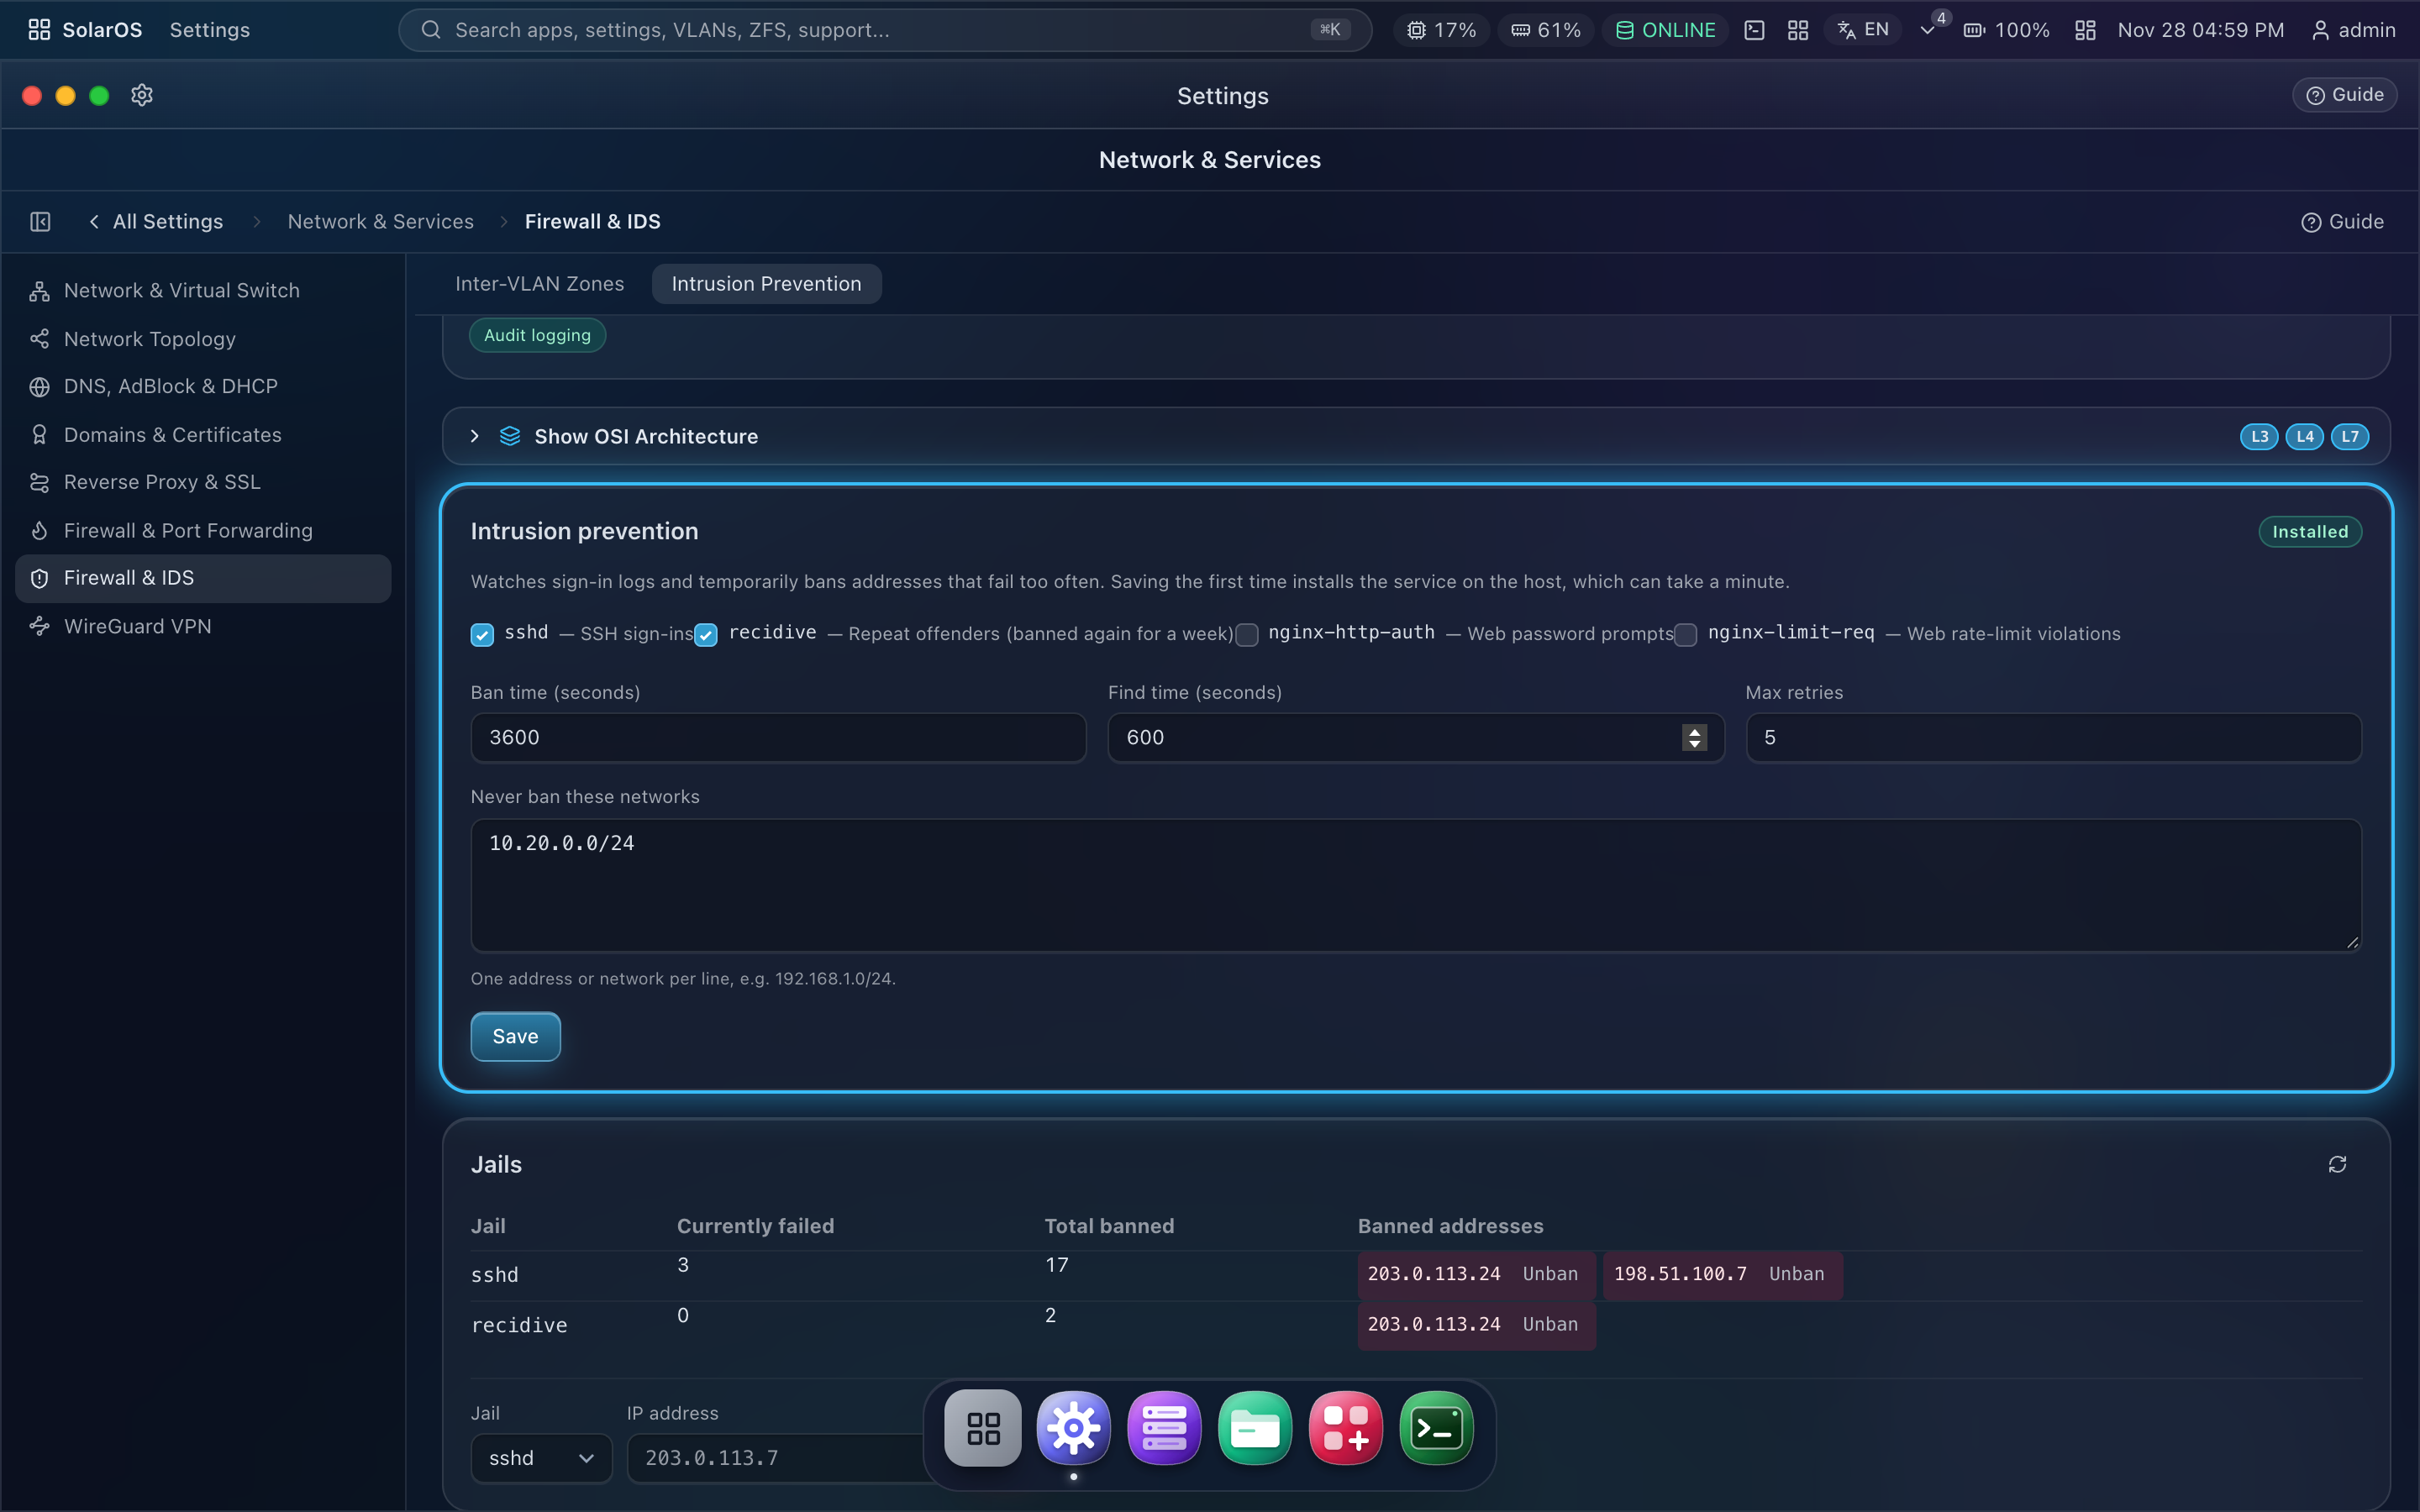 SolarOS Settings Search apps, settings, VLANs, ZFS, support... ⌘K 17% 61% ONLINE EN 4 100% Nov 28 04:59 PM admin
Settings Guide
Network & Services
All Settings Network & Services Firewall & IDS Guide
Network & Virtual Switch
Network Topology
DNS, AdBlock & DHCP
Domains & Certificates
Reverse Proxy & SSL
Firewall & Port Forwarding
Firewall & IDS
WireGuard VPN
Inter-VLAN Zones Intrusion Prevention
Audit logging
Show OSI Architecture L3 L4 L7
Intrusion prevention Installed
Watches sign-in logs and temporarily bans addresses that fail too often. Saving the first time installs the service on the host, which can take a minute.
sshd — SSH sign-ins recidive — Repeat offenders (banned again for a week) nginx-http-auth — Web password prompts nginx-limit-req — Web rate-limit violations
Ban time (seconds) Find time (seconds) Max retries
3600 600 5
Never ban these networks
10.20.0.0/24
One address or network per line, e.g. 192.168.1.0/24.
Save
Jails
Jail Currently failed Total banned Banned addresses
sshd 3 17 203.0.113.24 Unban 198.51.100.7 Unban
recidive 0 2 203.0.113.24 Unban
Jail IP address
sshd 203.0.113.7